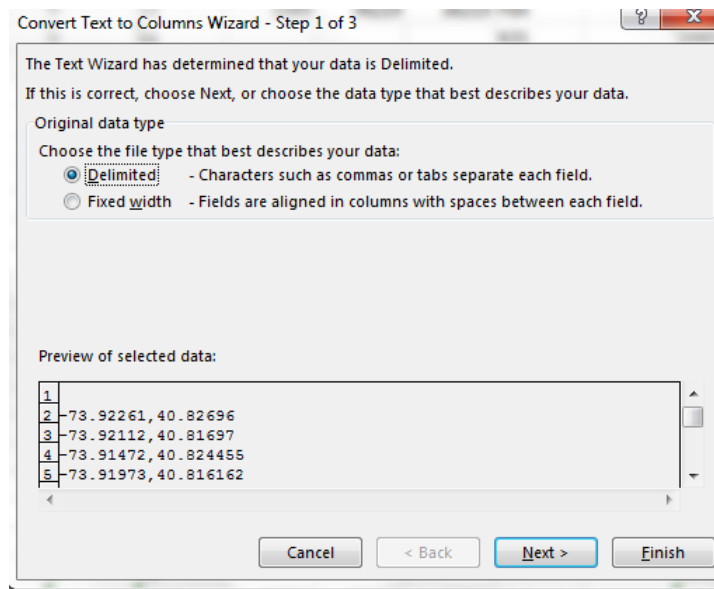 Convert Text to Columns Wizard - Step 1 of 3
The Text Wizard has determined that your data is Delimited.
If this is correct, choose Next, or choose the data type that best describes your data.
Original data type
Choose the file type that best describes your data:
Delimited - Characters such as commas or tabs separate each field.
Fixed width - Fields are aligned in columns with spaces between each field.
Preview of selected data:
1
2 -73.92261,40.82696
3 -73.92112,40.81697
4 -73.91472,40.824455
5 -73.91973,40.816162
Cancel < Back Next > Finish